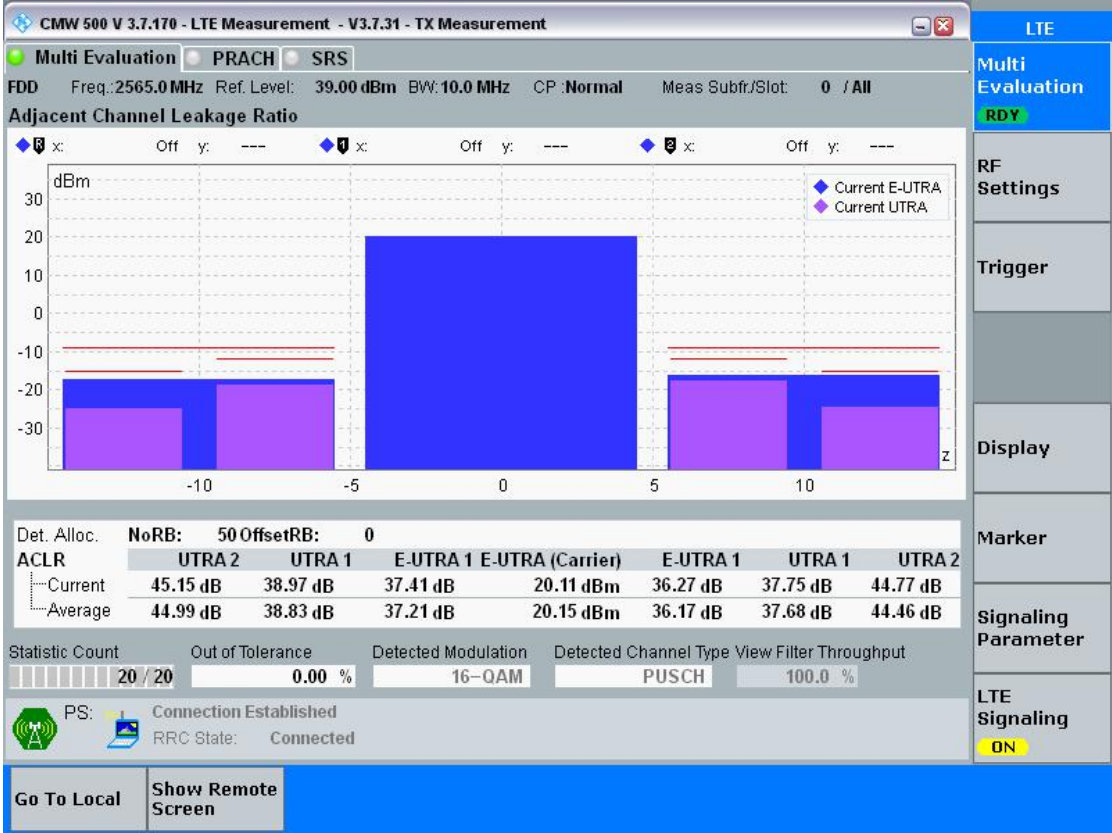 CMW 500 V 3.7.170 - LTE Measurement - V3.7.31 - TX Measurement
LTE
Multi Evaluation PRACH SRS
Multi Evaluation
RDY
FDD Freq.:2565.0 MHz Ref. Level: 39.00 dBm BW:10.0 MHz CP :Normal Meas Subfr./Slot: 0 / All
Adjacent Channel Leakage Ratio
R x: Off y: --- 1 x: Off y: --- 2 x: Off y: ---
dBm
Current E-UTRA
Current UTRA
30
20
10
0
-10
-20
-30
z
-10 -5 0 5 10
RF Settings
Trigger
Display
Marker
Signaling Parameter
LTE Signaling
ON
Det. Alloc. NoRB: 50 OffsetRB: 0
ACLR UTRA 2 UTRA 1 E-UTRA 1 E-UTRA (Carrier) E-UTRA 1 UTRA 1 UTRA 2
Current 45.15 dB 38.97 dB 37.41 dB 20.11 dBm 36.27 dB 37.75 dB 44.77 dB
Average 44.99 dB 38.83 dB 37.21 dB 20.15 dBm 36.17 dB 37.68 dB 44.46 dB
Statistic Count Out of Tolerance Detected Modulation Detected Channel Type View Filter Throughput
20 / 20 0.00 % 16-QAM PUSCH 100.0 %
PS: Connection Established
RRC State: Connected
Go To Local
Show Remote Screen